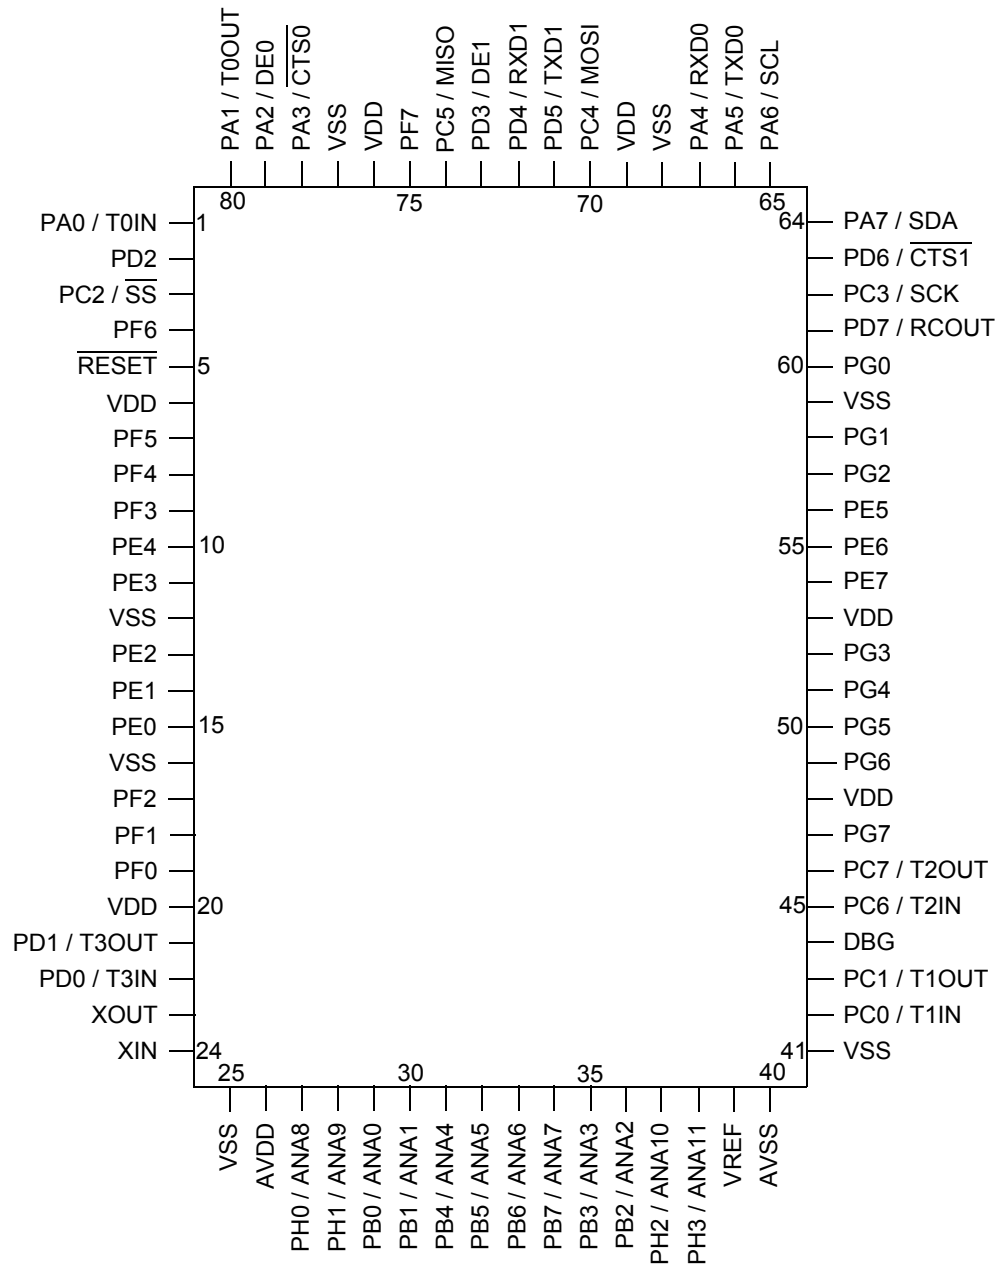 PA1 / T0OUT
PA2 / DE0
PA3 / CTS0
VSS
VDD
PF7
PC5 / MISO
PD3 / DE1
PD4 / RXD1
PD5 / TXD1
PC4 / MOSI
VDD
VSS
PA4 / RXD0
PA5 / TXD0
PA6 / SCL
80
75
70
65
PA0 / T0IN
1
PD2
PC2 / SS
PF6
RESET
5
VDD
PF5
PF4
PF3
PE4
10
PE3
VSS
PE2
PE1
PE0
15
VSS
PF2
PF1
PF0
VDD
20
PD1 / T3OUT
PD0 / T3IN
XOUT
XIN
24
64
PA7 / SDA
PD6 / CTS1
PC3 / SCK
PD7 / RCOUT
60
PG0
VSS
PG1
PG2
PE5
55
PE6
PE7
VDD
PG3
PG4
50
PG5
PG6
VDD
PG7
PC7 / T2OUT
45
PC6 / T2IN
DBG
PC1 / T1OUT
PC0 / T1IN
41
VSS
25
30
35
40
VSS
AVDD
PH0 / ANA8
PH1 / ANA9
PB0 / ANA0
PB1 / ANA1
PB4 / ANA4
PB5 / ANA5
PB6 / ANA6
PB7 / ANA7
PB3 / ANA3
PB2 / ANA2
PH2 / ANA10
PH3 / ANA11
VREF
AVSS